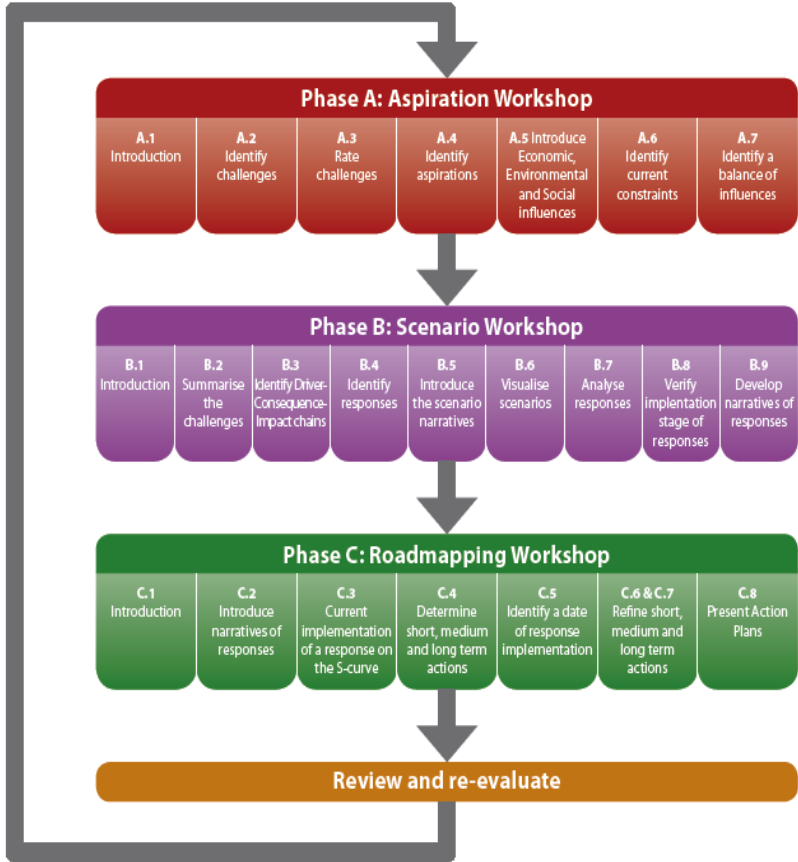 Phase A: Aspiration Workshop
A.1
Introduction
A.2
Identify
challenges
A.3
Rate
challenges
A.4
Identify
aspirations
A.5 Introduce
Economic,
Environmental
and Social
influences
A.6
Identify
current
constraints
A.7
Identify a
balance of
influences
Phase B: Scenario Workshop
B.1
Introduction
B.2
Summarise
the
challenges
B.3
Identify Driver-
Consequence-
Impact chains
B.4
Identify
responses
B.5
Introduce
the scenario
narratives
B.6
Visualise
scenarios
B.7
Analyse
responses
B.8
Verify
implentation
stage of
responses
B.9
Develop
narratives of
responses
Phase C: Roadmapping Workshop
C.1
Introduction
C.2
Introduce
narratives of
responses
C.3
Current
implementation
of a response on
the S-curve
C.4
Determine
short, medium
and long term
actions
C.5
Identify a date
of response
implementation
C.6 & C.7
Refine short,
medium and
long term
actions
C.8
Present Action
Plans
Review and re-evaluate